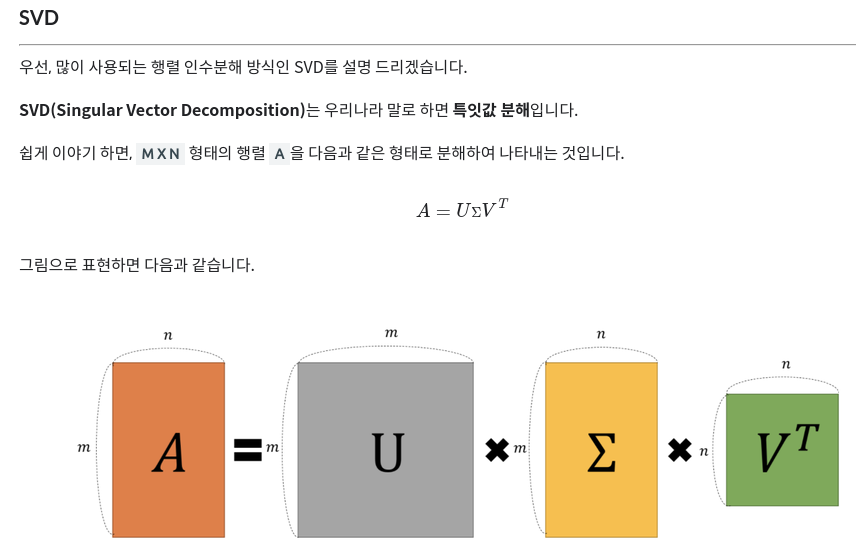 SVD
우선, 많이 사용되는 행렬 인수분해 방식인 SVD를 설명 드리겠습니다.
SVD(Singular Vector Decomposition)는 우리나라 말로 하면 특잇값 분해입니다.
쉽게 이야기 하면, MXN 형태의 행렬 A 을 다음과 같은 형태로 분해하여 나타내는 것입니다.
A = UΣV^T
그림으로 표현하면 다음과 같습니다.
n m n n
m A = m U × m Σ × n V^T